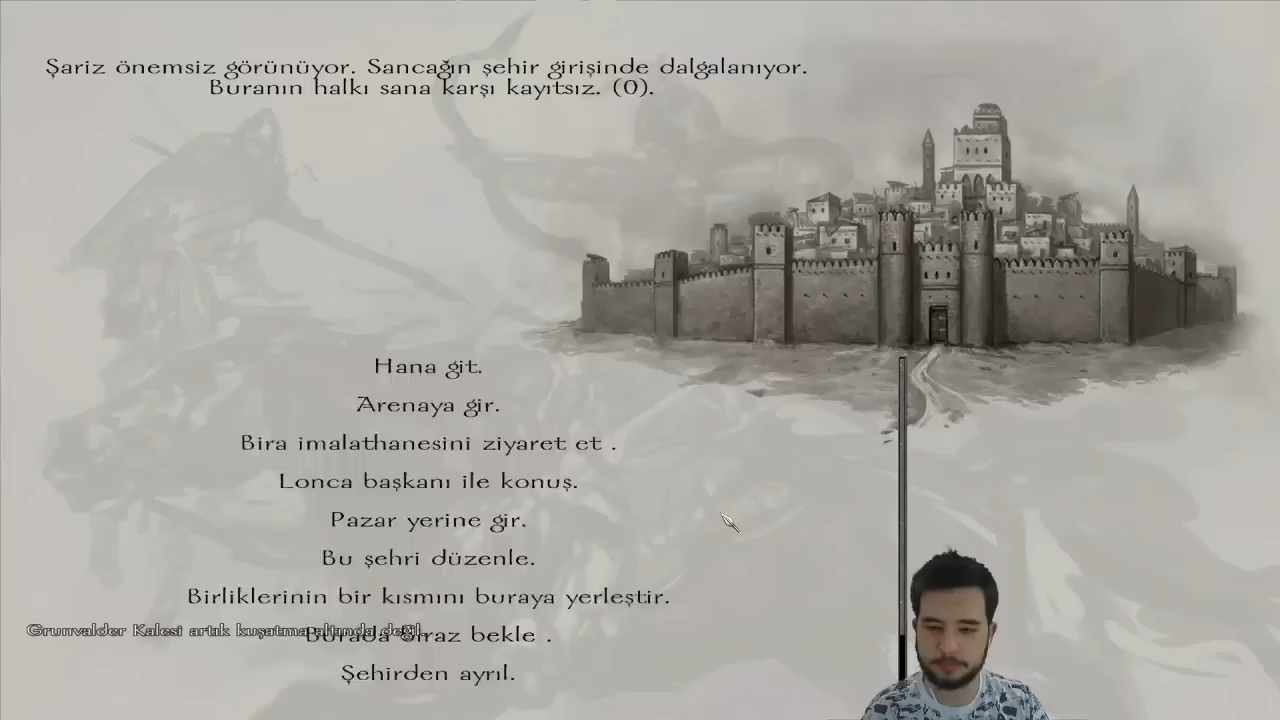 Şariz önemsiz görünüyor. Sancağın şehir girişinde dalgalanıyor.
Buranın halkı sana karşı kayıtsız. (0).
Hana git.
Arenaya gir.
Bira imalathanesini ziyaret et .
Lonca başkanı ile konuş.
Pazar yerine gir.
Bu şehri düzenle.
Birliklerinin bir kısmını buraya yerleştir.
Grunvalder Kalesi artık kuşatma altında değil.
Burada biraz bekle .
Şehirden ayrıl.